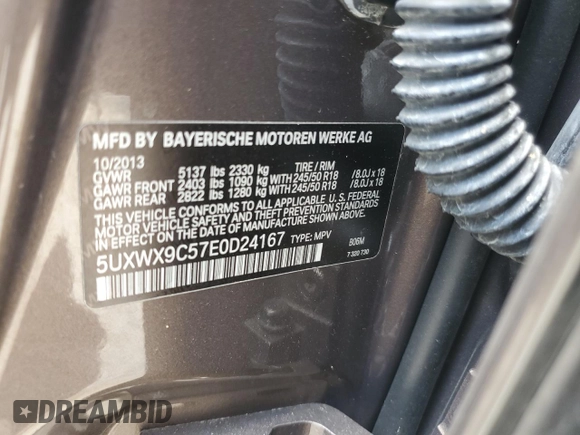 MFD BY BAYERISCHE MOTOREN WERKE AG
10/2013
GVWR 5137 lbs 2330 kg TIRE / RIM
GAWR FRONT 2403 lbs 1090 kg WITH 245/50 R18 /8.0J x 18
GAWR REAR 2822 lbs 1280 kg WITH 245/50 R18 /8.0J x 18
THIS VEHICLE CONFORMS TO ALL APPLICABLE U. S. FEDERAL
MOTOR VEHICLE SAFETY AND THEFT PREVENTION STANDARDS
IN EFFECT ON THE DATE OF MANUFACTURE SHOWN ABOVE.
5UXWX9C57E0D24167 TYPE: MPV B06M
7 300 730
DREAMBID